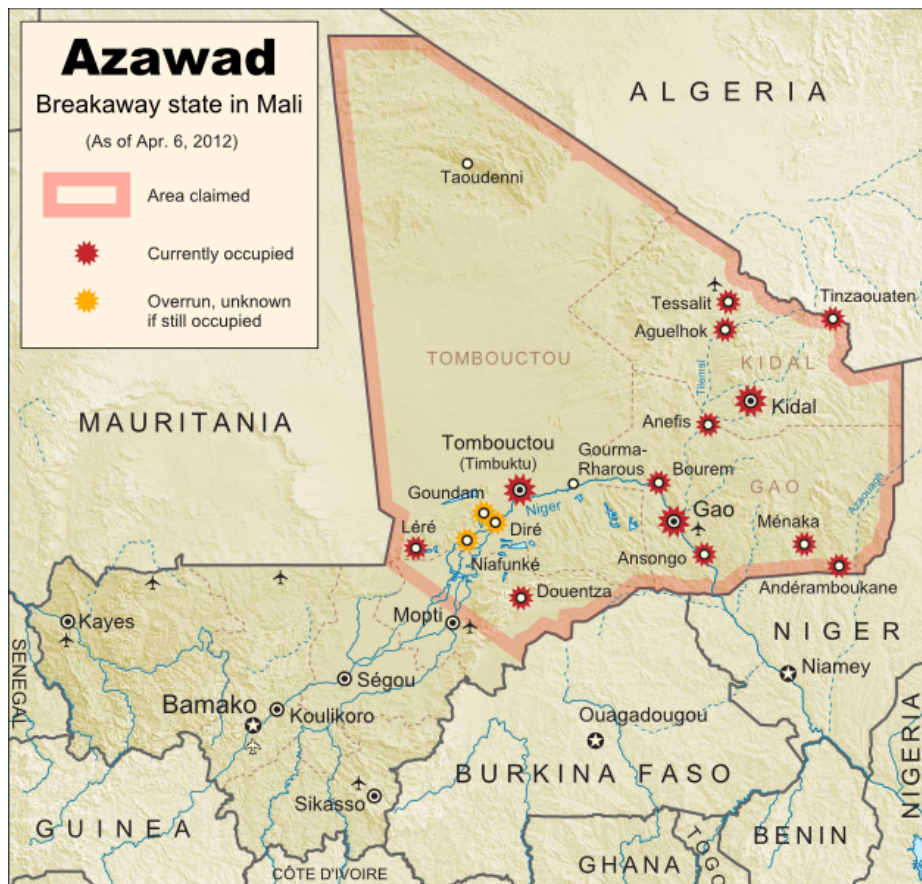 Azawad
Breakaway state in Mali
(As of Apr. 6, 2012)
Area claimed
Currently occupied
Overrun, unknown
if still occupied
ALGERIA
Taoudenni
Tessalit
Tinzaouaten
Aguelhok
TOMBOUCTOU
KIDAL
Tilemsi
Kidal
MAURITANIA
Anefis
Tombouctou
(Timbuktu)
Gourma-
Rharous
Bourem
Goundam
Niger
GAO
Azaouagh
Gao
Léré
Diré
Ménaka
Niafunké
Ansongo
Andéramboukane
Douentza
Mopti
Kayes
NIGER
SENEGAL
Niamey
Ségou
Bamako
Koulikoro
Ouagadougou
BURKINA FASO
NIGERIA
Sikasso
GUINEA
BENIN
TOGO
GHANA
CÔTE D'IVOIRE